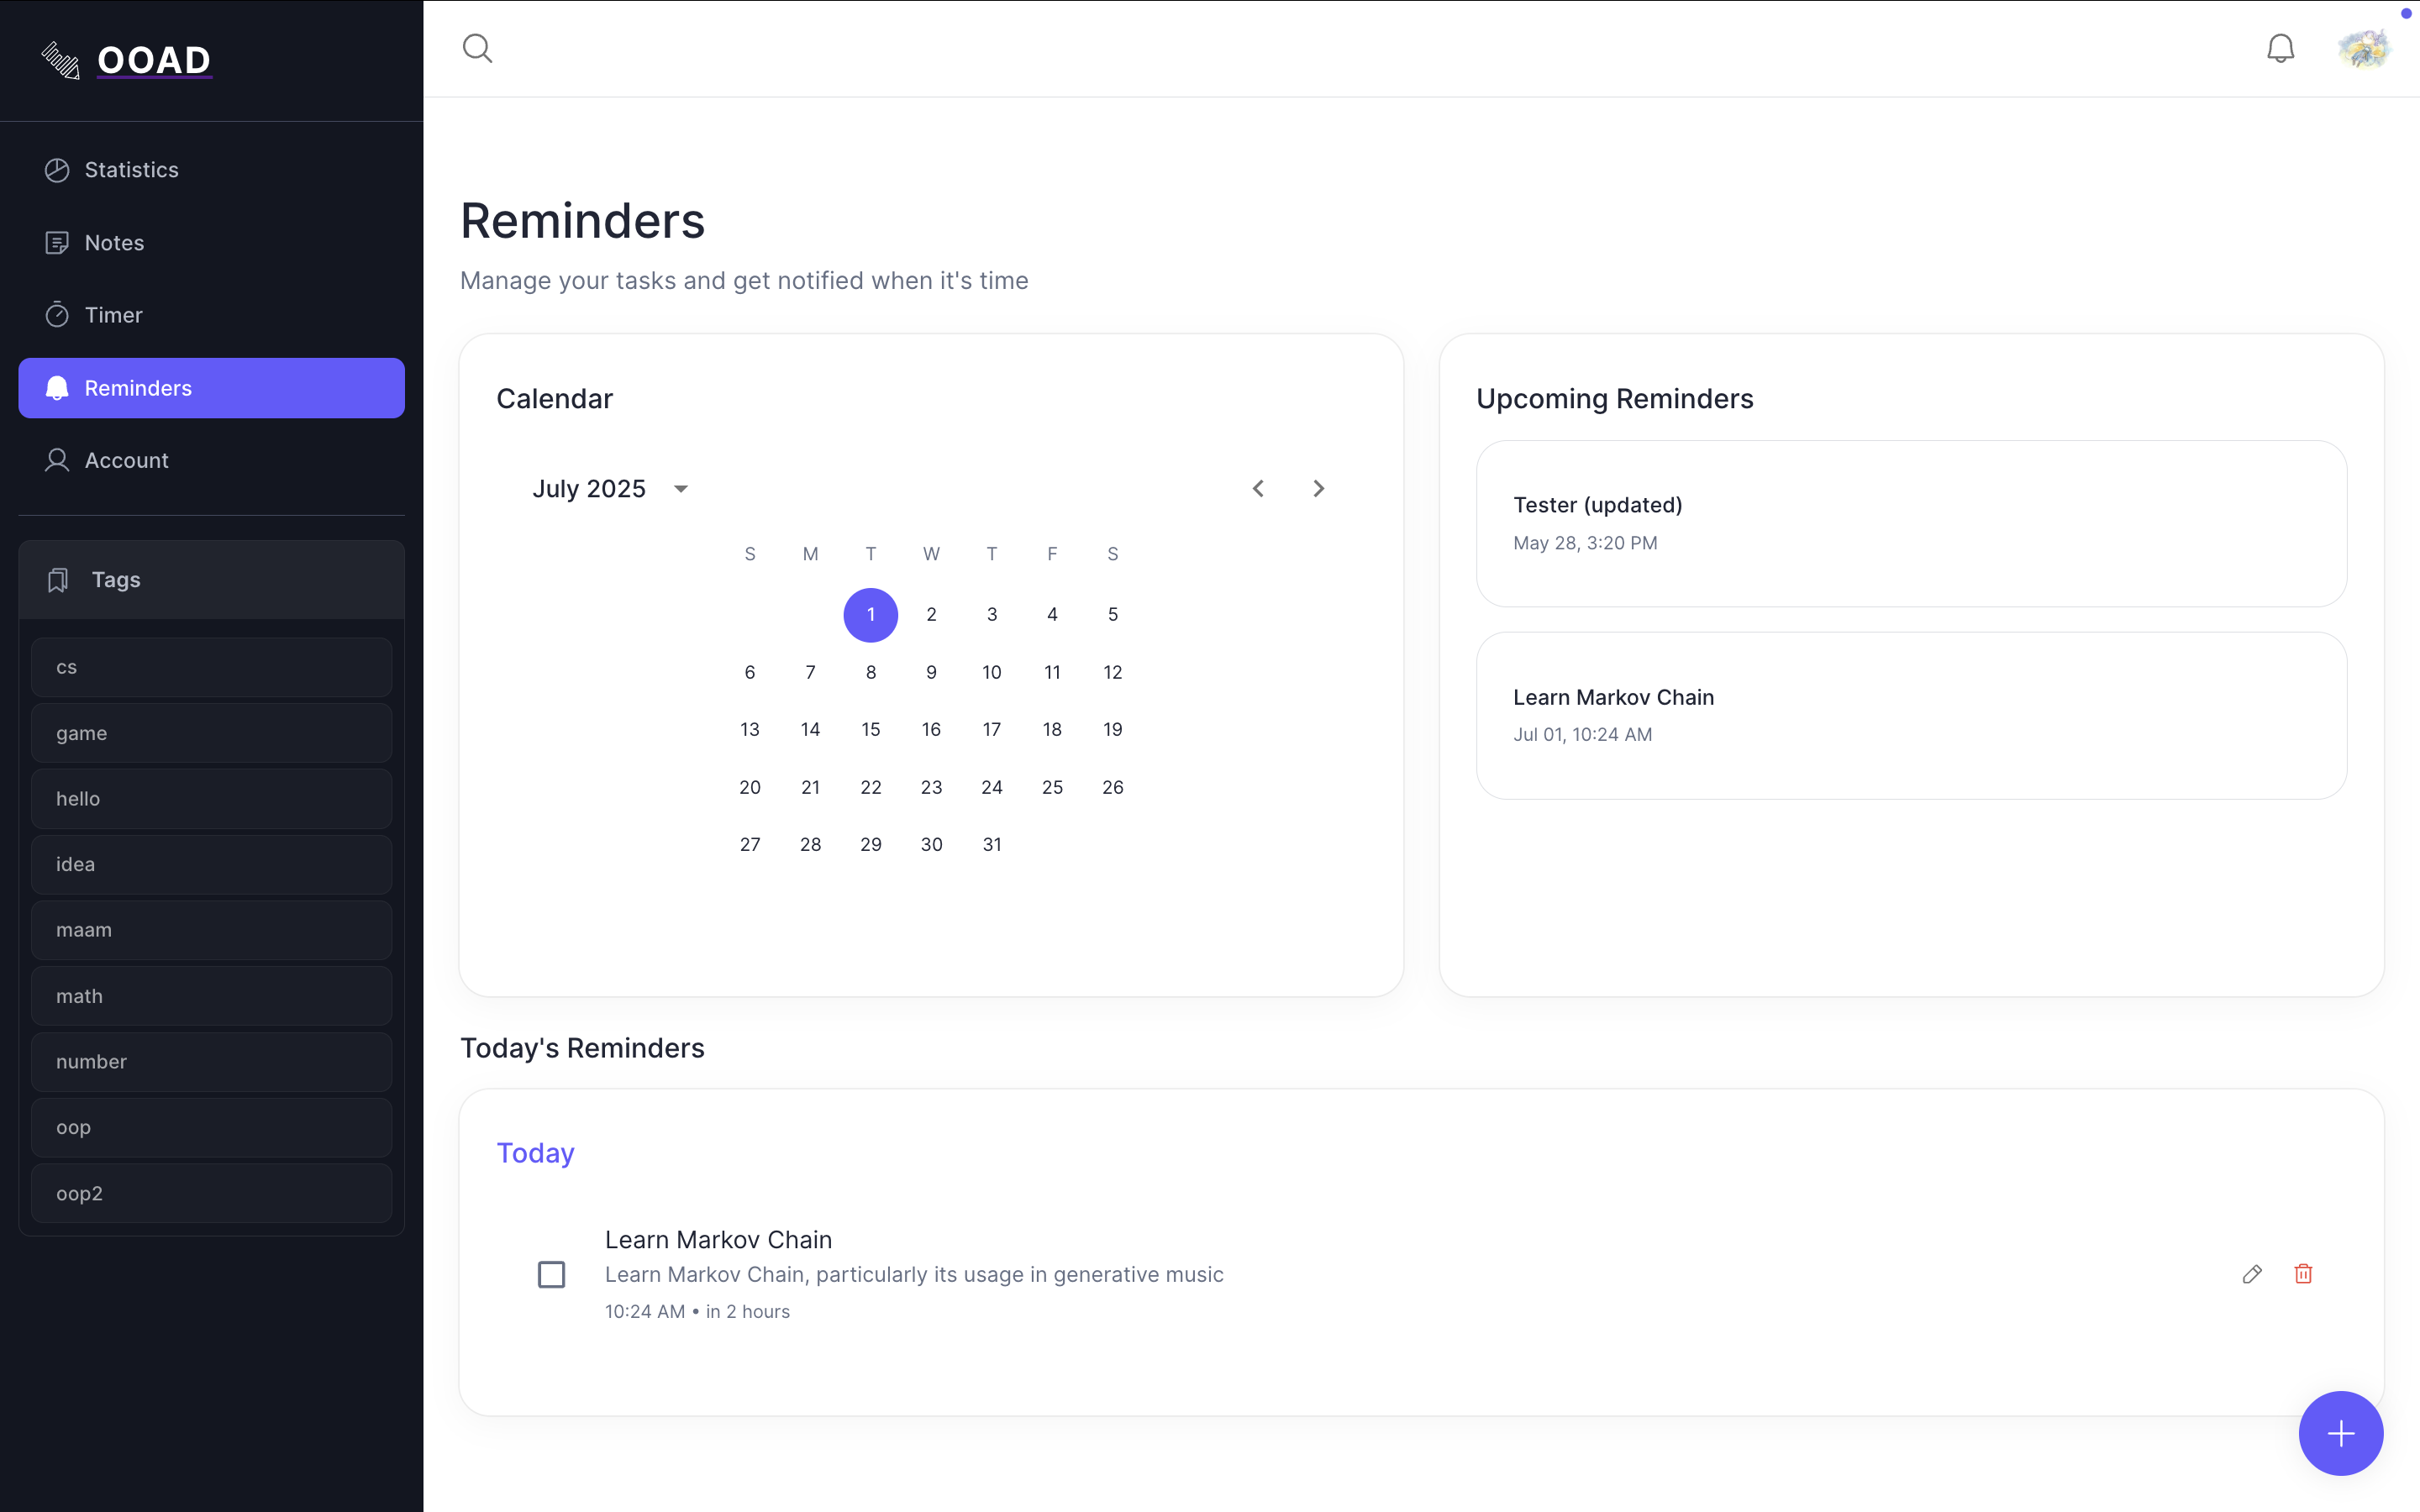 OOAD
Statistics
Notes
Timer
Reminders
Account
Tags
cs
game
hello
idea
maam
math
number
oop
oop2
Reminders
Manage your tasks and get notified when it's time
Calendar
July 2025
S M T W T F S
1 2 3 4 5
6 7 8 9 10 11 12
13 14 15 16 17 18 19
20 21 22 23 24 25 26
27 28 29 30 31
Upcoming Reminders
Tester (updated)
May 28, 3:20 PM
Learn Markov Chain
Jul 01, 10:24 AM
Today's Reminders
Today
Learn Markov Chain
Learn Markov Chain, particularly its usage in generative music
10:24 AM • in 2 hours